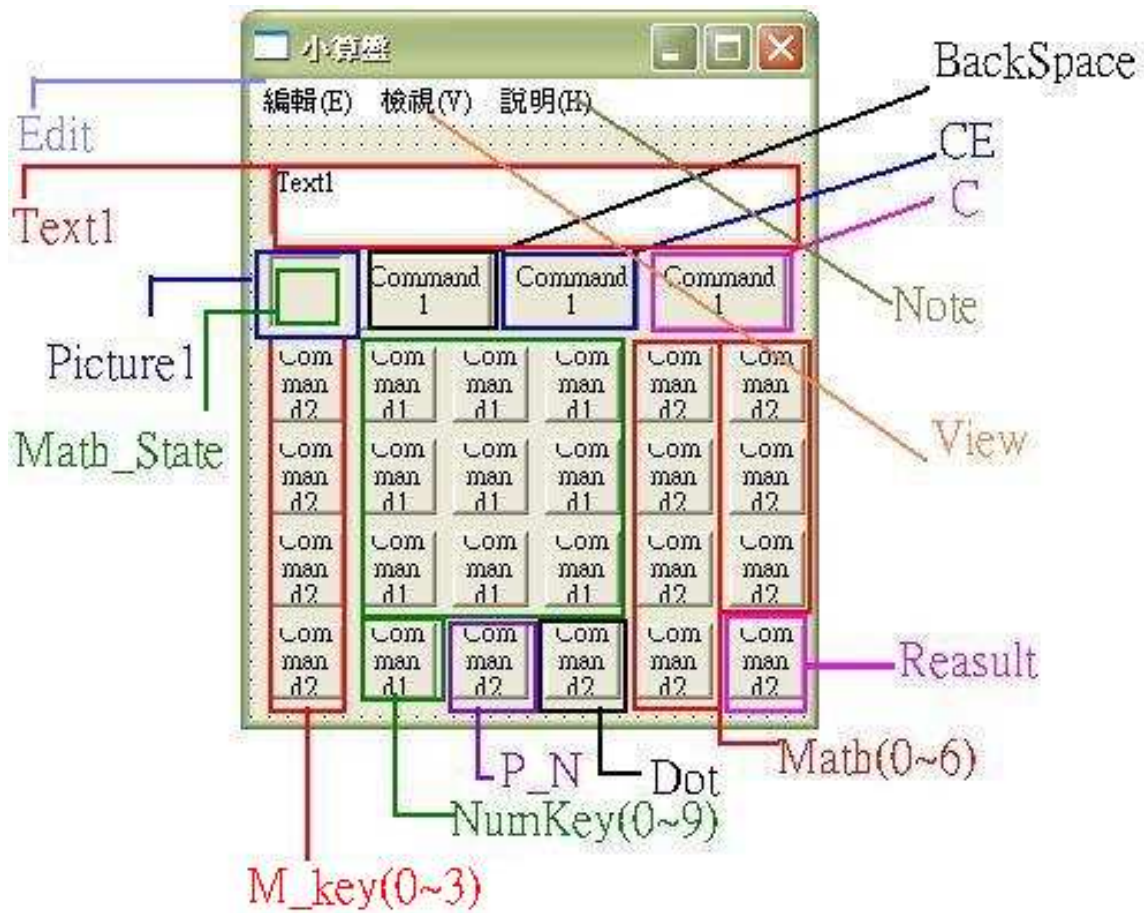 小算盤
BackSpace
編輯(E) 檢視(V) 說明(H)
Edit
CE
Text1
Text1
C
Command Command Command
1 1 1
Note
Picture1
Com Com Com Com Com Com
man man man man man man
d2 d1 d1 d1 d2 d2
Math_State
View
Com Com Com Com Com Com
man man man man man man
d2 d1 d1 d1 d2 d2
Com Com Com Com Com Com
man man man man man man
d2 d1 d1 d1 d2 d2
Com Com Com Com Com Com
man man man man man man
d2 d1 d2 d2 d2 d2
Reasult
P_N
Dot
Math(0~6)
NumKey(0~9)
M_key(0~3)